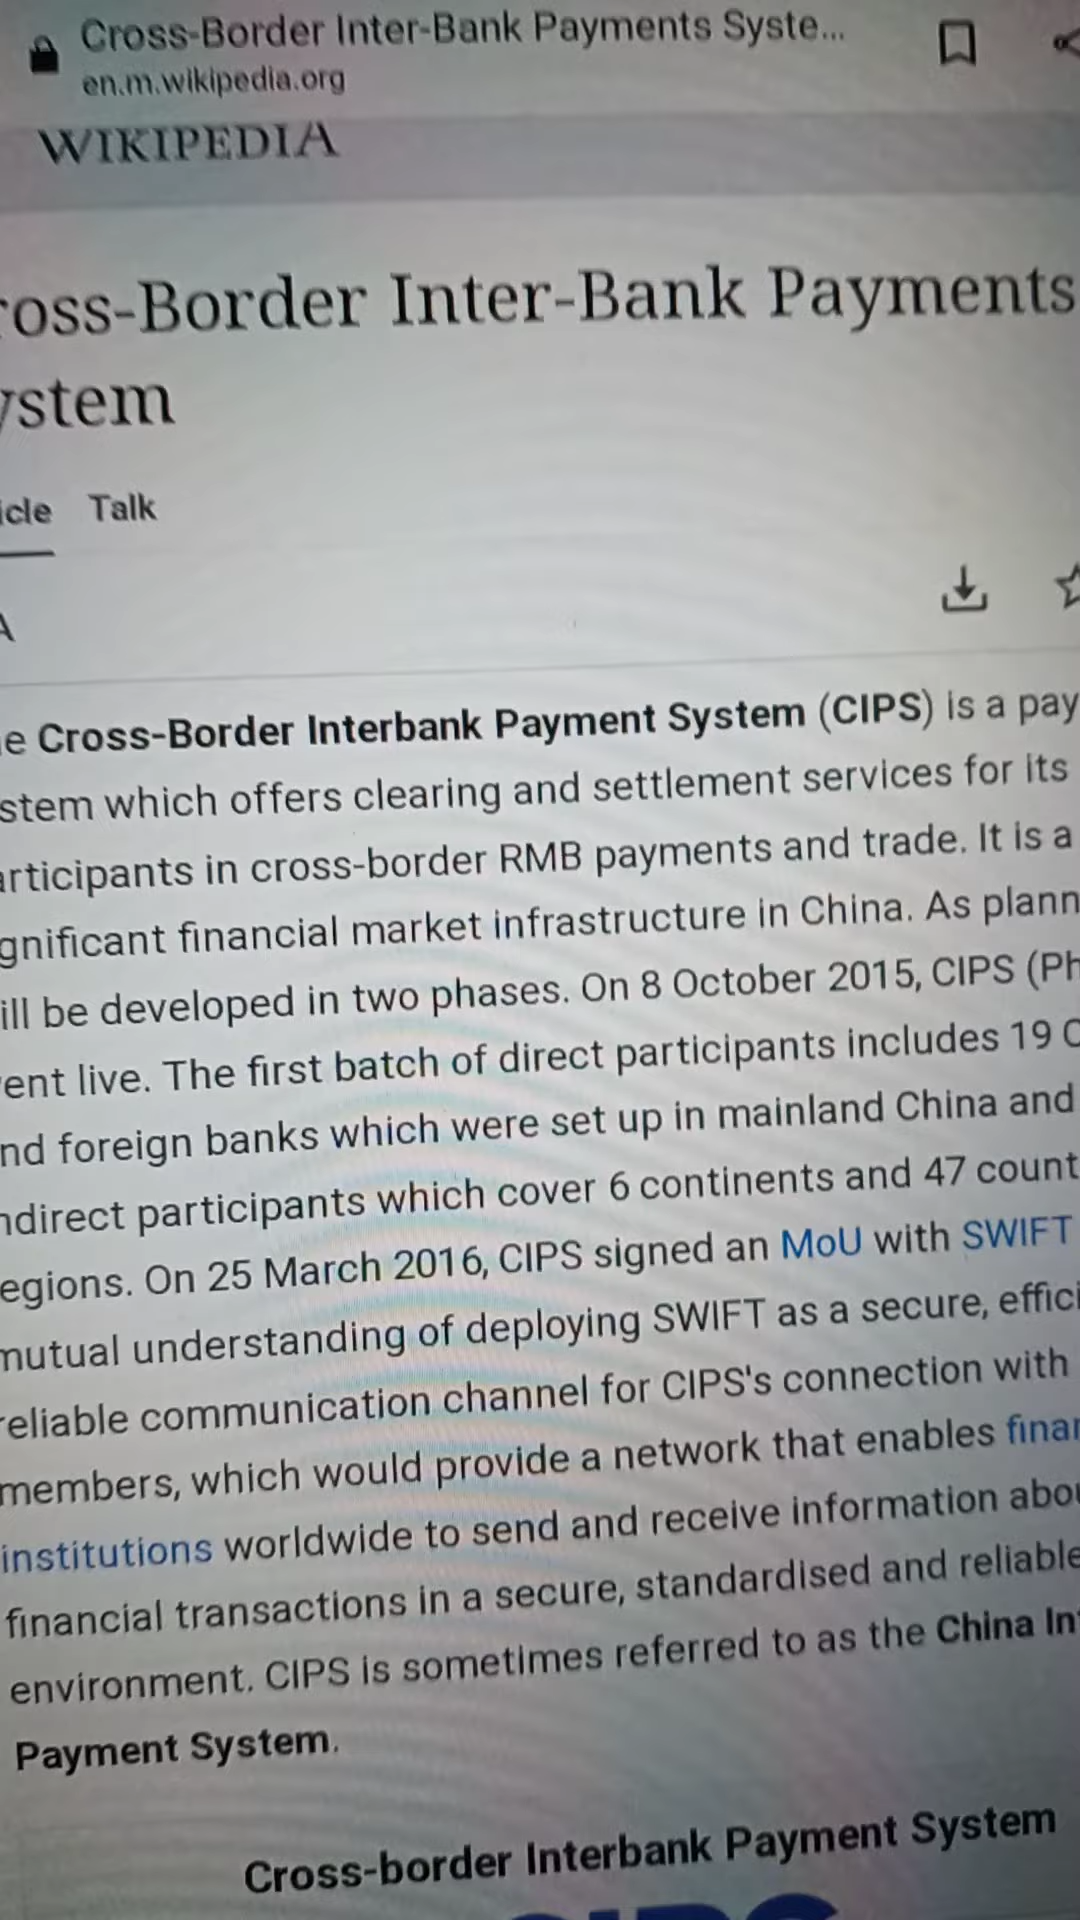 Cross-Border Inter-Bank Payments Syste...
en.m.wikipedia.org
WIKIPEDIA
ross-Border Inter-Bank Payments
ystem
icle Talk
e Cross-Border Interbank Payment System (CIPS) is a pay
stem which offers clearing and settlement services for its
articipants in cross-border RMB payments and trade. It is a
gnificant financial market infrastructure in China. As plann
ill be developed in two phases. On 8 October 2015, CIPS (Ph
ent live. The first batch of direct participants includes 19 C
nd foreign banks which were set up in mainland China and
ndirect participants which cover 6 continents and 47 count
egions. On 25 March 2016, CIPS signed an MoU with SWIFT
mutual understanding of deploying SWIFT as a secure, effici
reliable communication channel for CIPS's connection with
members, which would provide a network that enables finan
institutions worldwide to send and receive information abou
financial transactions in a secure, standardised and reliable
environment. CIPS is sometimes referred to as the China In
Payment System.
Cross-border Interbank Payment System